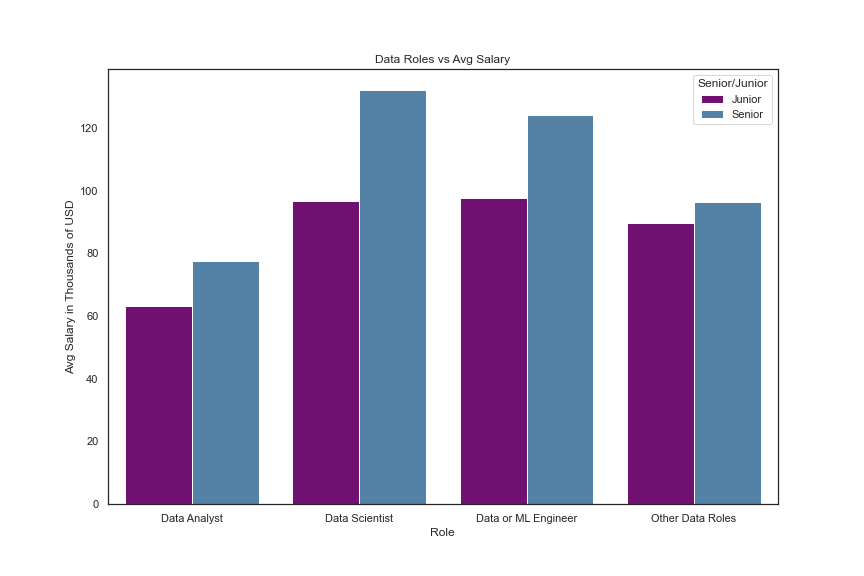 Data Roles vs Avg Salary
Senior/Junior
Junior
Senior
Avg Salary in Thousands of USD
120
100
80
60
40
20
0
Data Analyst
Data Scientist
Data or ML Engineer
Other Data Roles
Role